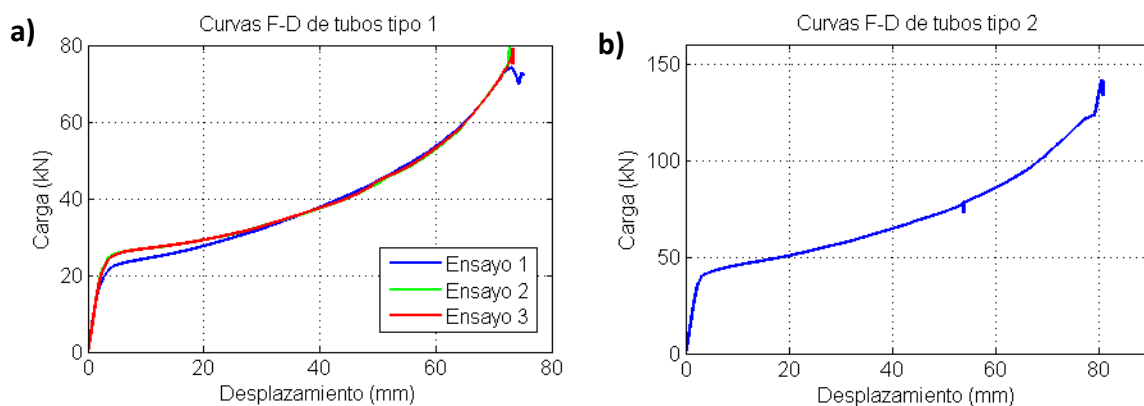 a)
Curvas F-D de tubos tipo 1
Carga (kN)
80
60
40
20
0
0 20 40 60 80
Desplazamiento (mm)
Ensayo 1
Ensayo 2
Ensayo 3
b)
Curvas F-D de tubos tipo 2
Carga (kN)
150
100
50
0
0 20 40 60 80
Desplazamiento (mm)